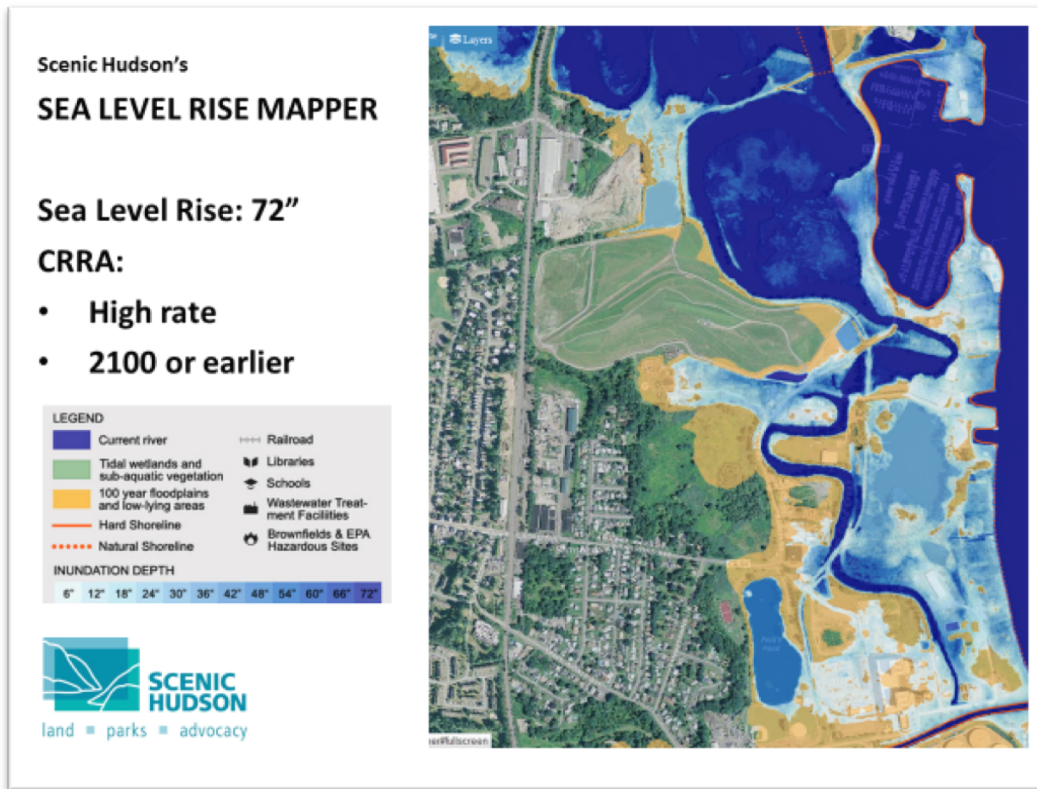 Scenic Hudson's
SEA LEVEL RISE MAPPER
Sea Level Rise: 72”
CRRA:
• High rate
• 2100 or earlier
LEGEND
Current river
Tidal wetlands and
sub-aquatic vegetation
100 year floodplains
and low-lying areas
Hard Shoreline
Natural Shoreline
Railroad
Libraries
Schools
Wastewater Treat-
ment Facilities
Brownfields & EPA
Hazardous Sites
INUNDATION DEPTH
6" 12" 18" 24" 30" 36" 42" 48" 54" 60" 66" 72"
SCENIC
HUDSON
land ■ parks ■ advocacy
Layers
er#fullscreen